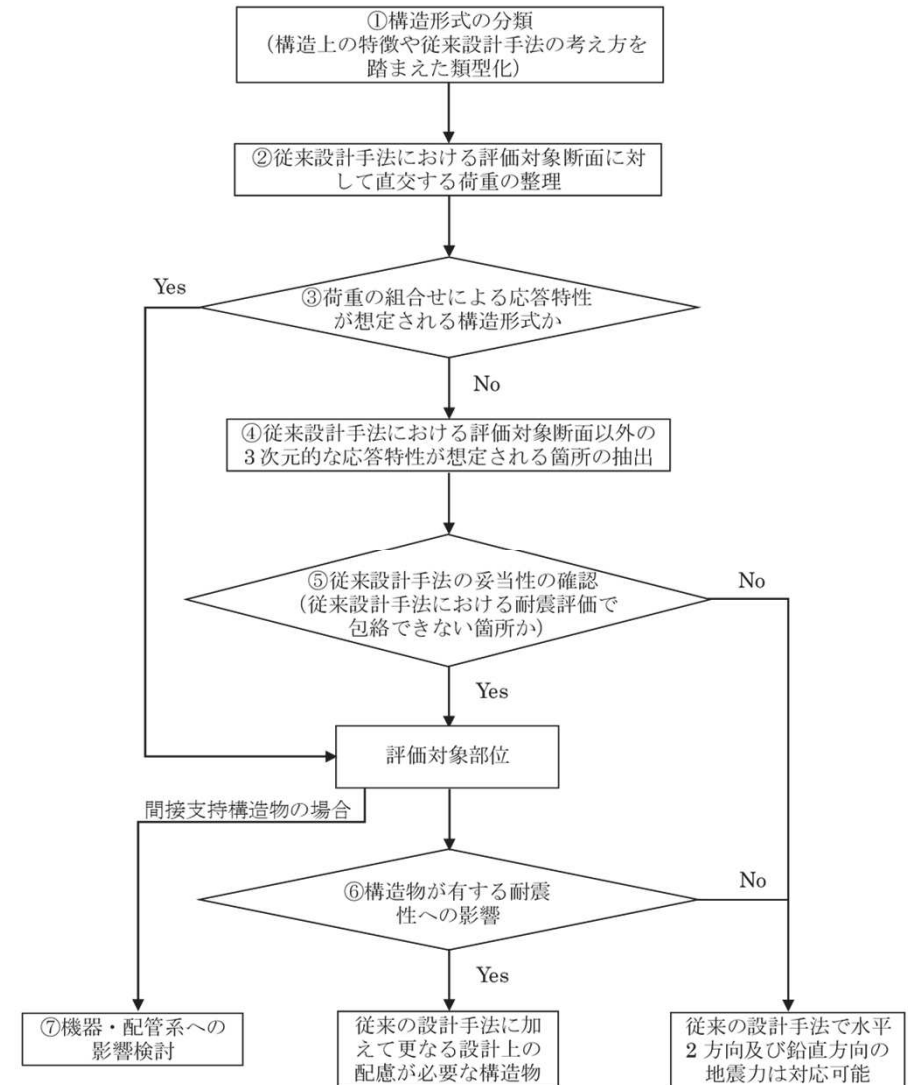 ①構造形式の分類
（構造上の特徴や従来設計手法の考え方を
踏まえた類型化）
②従来設計手法における評価対象断面に対
して直交する荷重の整理
Yes
③荷重の組合せによる応答特性
が想定される構造形式か
No
④従来設計手法における評価対象断面以外の
3次元的な応答特性が想定される箇所の抽出
⑤従来設計手法の妥当性の確認
（従来設計手法における耐震評価で
包絡できない箇所か）
No
Yes
評価対象部位
間接支持構造物の場合
⑥構造物が有する耐震
性への影響
No
Yes
⑦機器・配管系への
影響検討
従来の設計手法に加
えて更なる設計上の
配慮が必要な構造物
従来の設計手法で水平
2方向及び鉛直方向の
地震力は対応可能